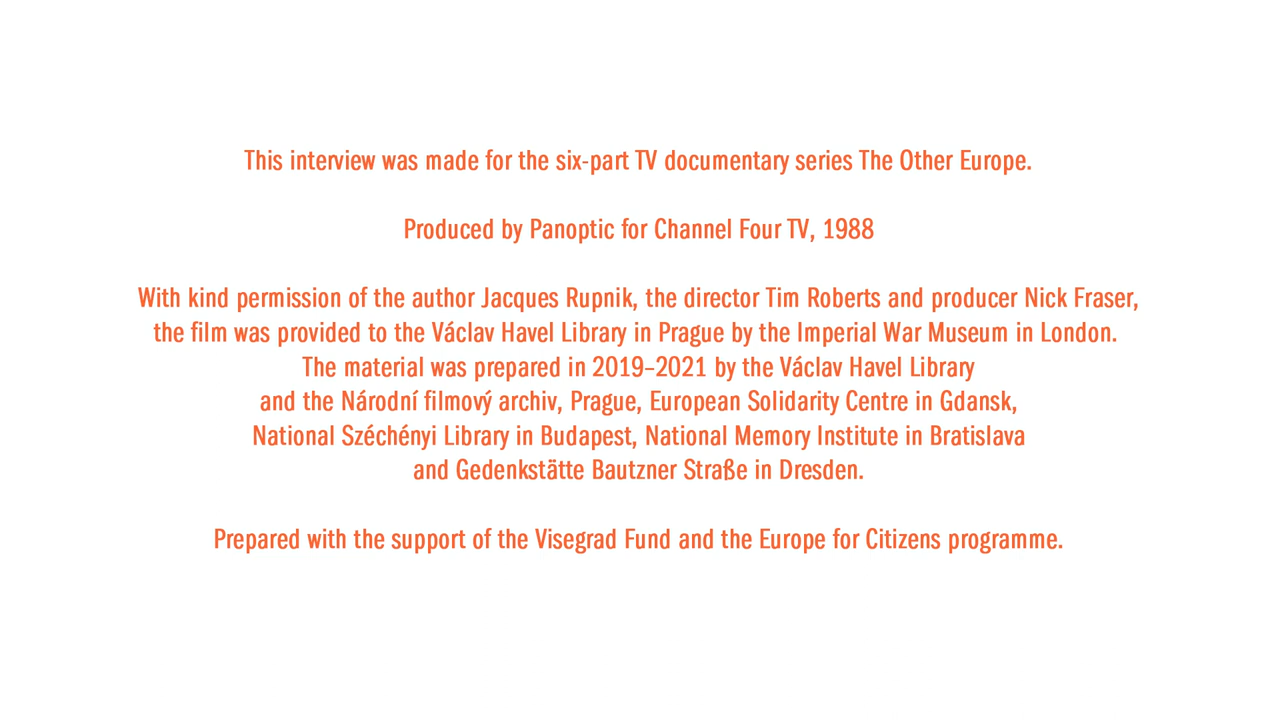 This interview was made for the six-part TV documentary series The Other Europe.
Produced by Panoptic for Channel Four TV, 1988
With kind permission of the author Jacques Rupnik, the director Tim Roberts and producer Nick Fraser,
the film was provided to the Václav Havel Library in Prague by the Imperial War Museum in London.
The material was prepared in 2019–2021 by the Václav Havel Library
and the Národní filmový archiv, Prague, European Solidarity Centre in Gdansk,
National Széchényi Library in Budapest, National Memory Institute in Bratislava
and Gedenkstätte Bautzner Straße in Dresden.
Prepared with the support of the Visegrad Fund and the Europe for Citizens programme.